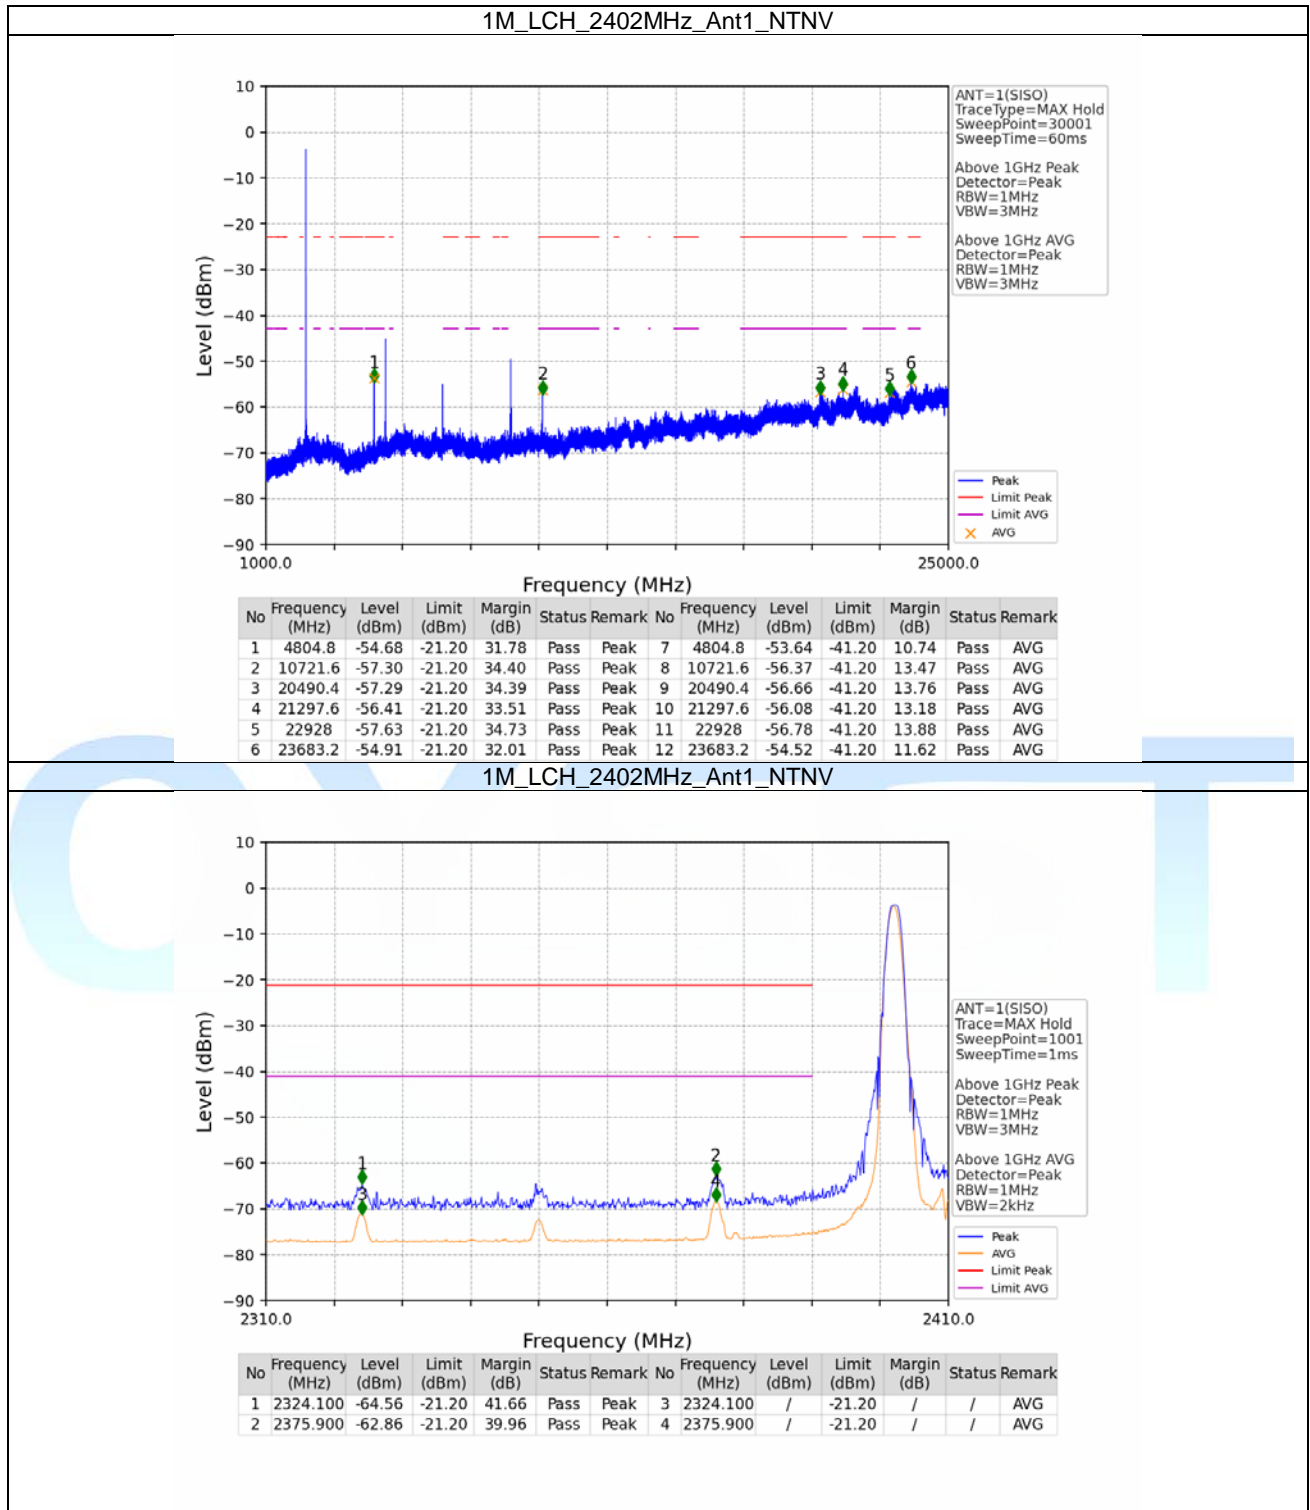 1M_LCH_2402MHz_Ant1_NTNV
10
0
−10
−20
−30
−40
−50
−60
−70
−80
−90
Level (dBm)
1
2
3
4
5
6
1000.0
25000.0
Frequency (MHz)
ANT=1(SISO)
TraceType=MAX Hold
SweepPoint=30001
SweepTime=60ms
Above 1GHz Peak
Detector=Peak
RBW=1MHz
VBW=3MHz
Above 1GHz AVG
Detector=Peak
RBW=1MHz
VBW=3MHz
Peak
Limit Peak
Limit AVG
AVG
No Frequency (MHz) Level (dBm) Limit (dBm) Margin (dB) Status Remark No Frequency (MHz) Level (dBm) Limit (dBm) Margin (dB) Status Remark
1 4804.8 -54.68 -21.20 31.78 Pass Peak 7 4804.8 -53.64 -41.20 10.74 Pass AVG
2 10721.6 -57.30 -21.20 34.40 Pass Peak 8 10721.6 -56.37 -41.20 13.47 Pass AVG
3 20490.4 -57.29 -21.20 34.39 Pass Peak 9 20490.4 -56.66 -41.20 13.76 Pass AVG
4 21297.6 -56.41 -21.20 33.51 Pass Peak 10 21297.6 -56.08 -41.20 13.18 Pass AVG
5 22928 -57.63 -21.20 34.73 Pass Peak 11 22928 -56.78 -41.20 13.88 Pass AVG
6 23683.2 -54.91 -21.20 32.01 Pass Peak 12 23683.2 -54.52 -41.20 11.62 Pass AVG
1M_LCH_2402MHz_Ant1_NTNV
10
0
−10
−20
−30
−40
−50
−60
−70
−80
−90
Level (dBm)
1
3
2
4
2310.0
2410.0
Frequency (MHz)
ANT=1(SISO)
Trace=MAX Hold
SweepPoint=1001
SweepTime=1ms
Above 1GHz Peak
Detector=Peak
RBW=1MHz
VBW=3MHz
Above 1GHz AVG
Detector=Peak
RBW=1MHz
VBW=2kHz
Peak
AVG
Limit Peak
Limit AVG
No Frequency (MHz) Level (dBm) Limit (dBm) Margin (dB) Status Remark No Frequency (MHz) Level (dBm) Limit (dBm) Margin (dB) Status Remark
1 2324.100 -64.56 -21.20 41.66 Pass Peak 3 2324.100 / -21.20 / / AVG
2 2375.900 -62.86 -21.20 39.96 Pass Peak 4 2375.900 / -21.20 / / AVG